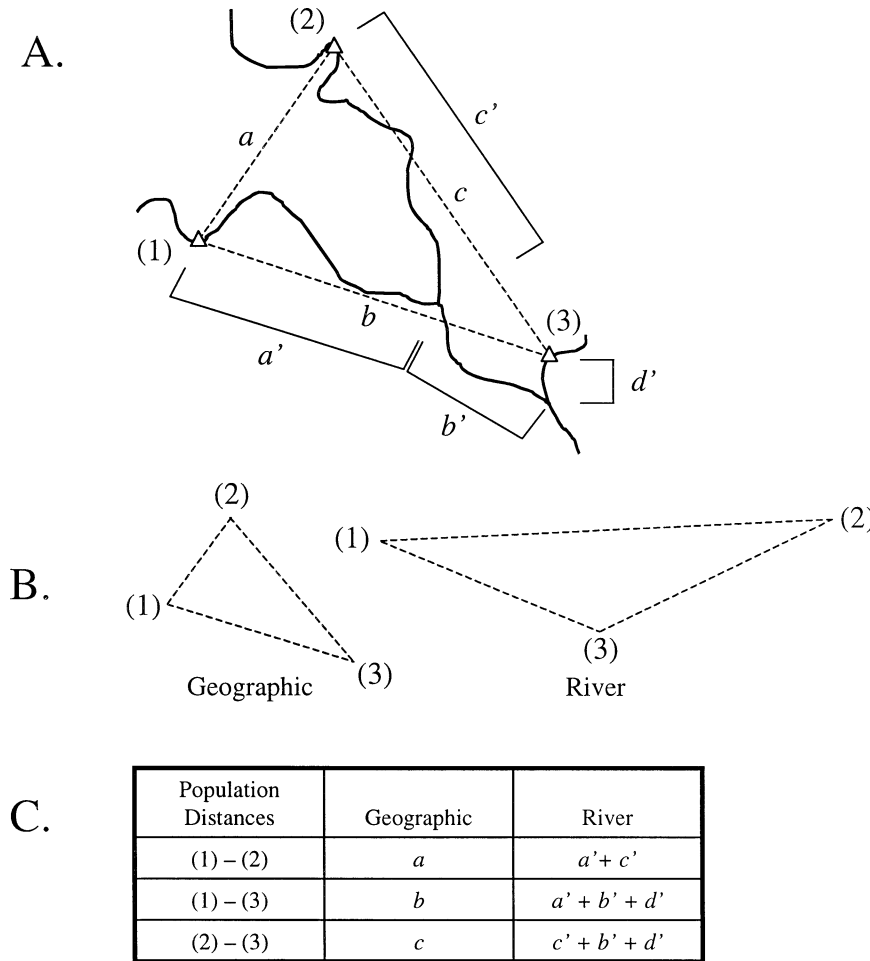 A.
(2)
c’
a
c
(1)
b
(3)
a’
d’
b’
B.
(2)
(1)
(3)
Geographic
(1)
(2)
(3)
River
C.
Population Distances
Geographic
River
(1) – (2)
a
a’+ c’
(1) – (3)
b
a’ + b’ + d’
(2) – (3)
c
c’ + b’ + d’